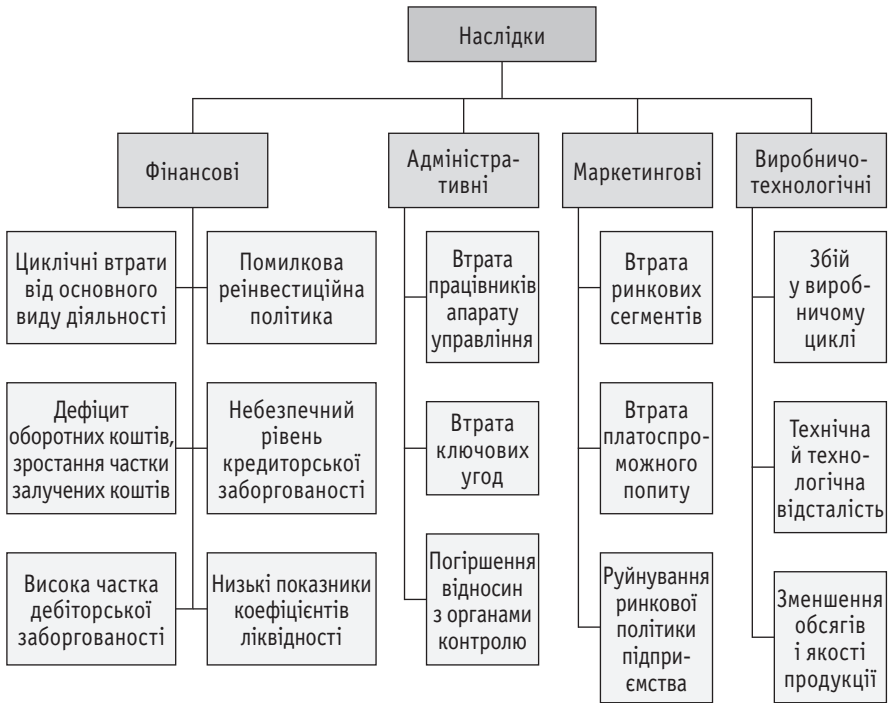 Наслідки
Фінансові
Адміністра-
тивні
Маркетингові
Виробничо-
технологічні
Циклічні втрати
від основного
виду діяльності
Помилкова
реінвестиційна
політика
Дефіцит
оборотних коштів,
зростання частки
залучених коштів
Небезпечний
рівень
кредиторської
заборгованості
Висока частка
дебіторської
заборгованості
Низькі показники
коефіцієнтів
ліквідності
Втрата
працівників
апарату
управління
Втрата
ключових
угод
Погіршення
відносин
з органами
контролю
Втрата
ринкових
сегментів
Втрата
платоспро-
можного
попиту
Руйнування
ринкової
політики
підпри-
ємства
Збій
у вироб-
ничому
циклі
Технічна
й техно-
логічна
відсталість
Зменшення
обсягів
і якості
продукції